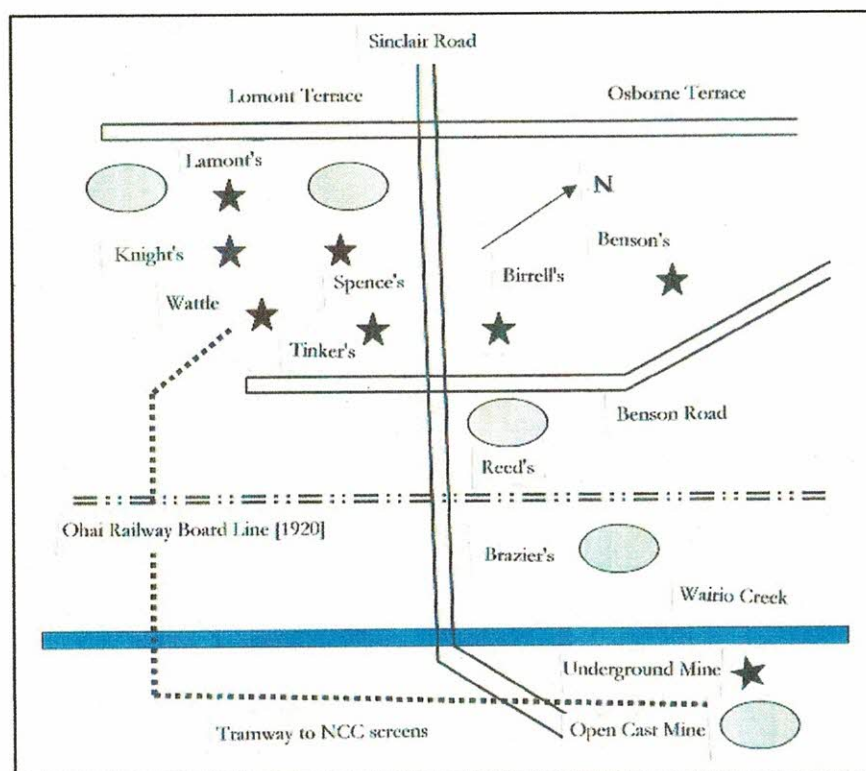 Sinclair Road
Lomont Terrace
Osborne Terrace
Lamont's
N
Knight's
Benson's
Spence's
Birrell's
Wattle
Tinker's
Benson Road
Reed's
Ohai Railway Board Line [1920]
Brazier's
Wairio Creek
Underground Mine
Tramway to NCC screens
Open Cast Mine